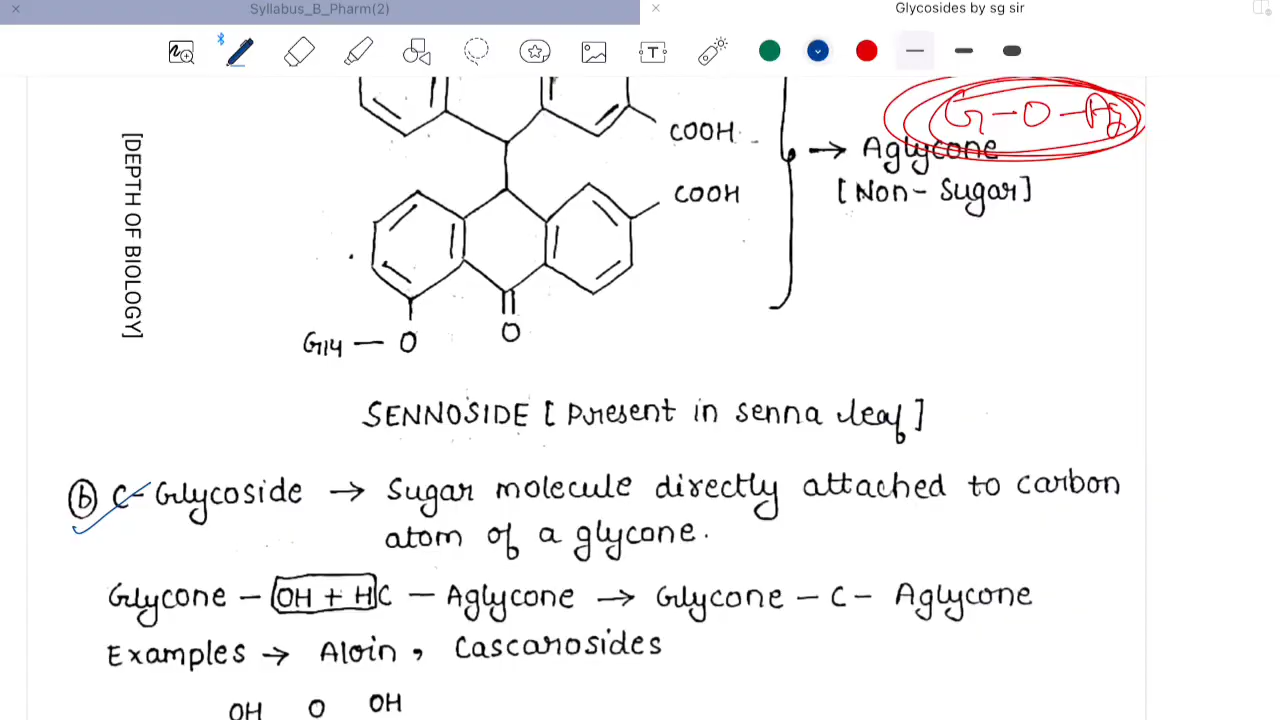 Syllabus_B_Pharm(2)
Glycosides by sg sir
T
G-O-Ag
COOH
→ Aglycone
[Non-Sugar]
COOH
[DEPTH OF BIOLOGY]
O
Gly — O
SENNOSIDE [Present in senna leaf]
(b) C-Glycoside → Sugar molecule directly attached to carbon
atom of a glycone.
Glycone - OH + HC - Aglycone → Glycone - C - Aglycone
Examples → Aloin, Cascarosides
OH O OH